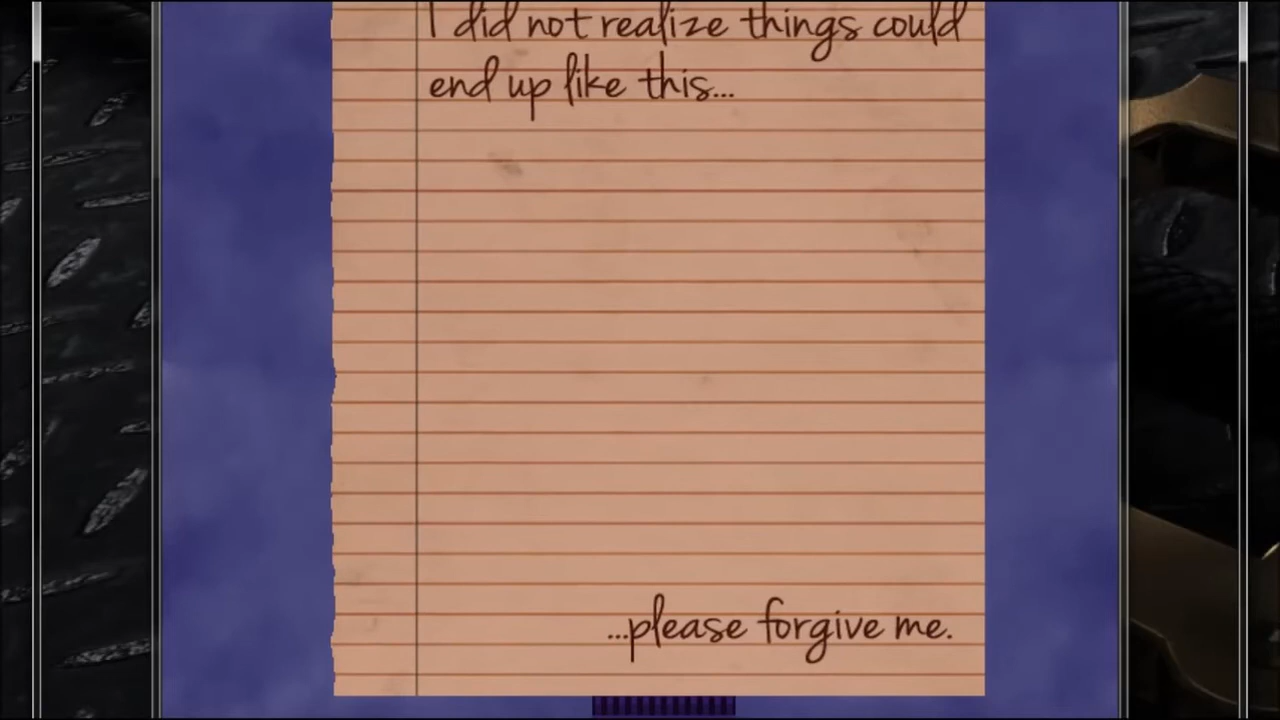 I did not realize things could
end up like this...
...please forgive me.